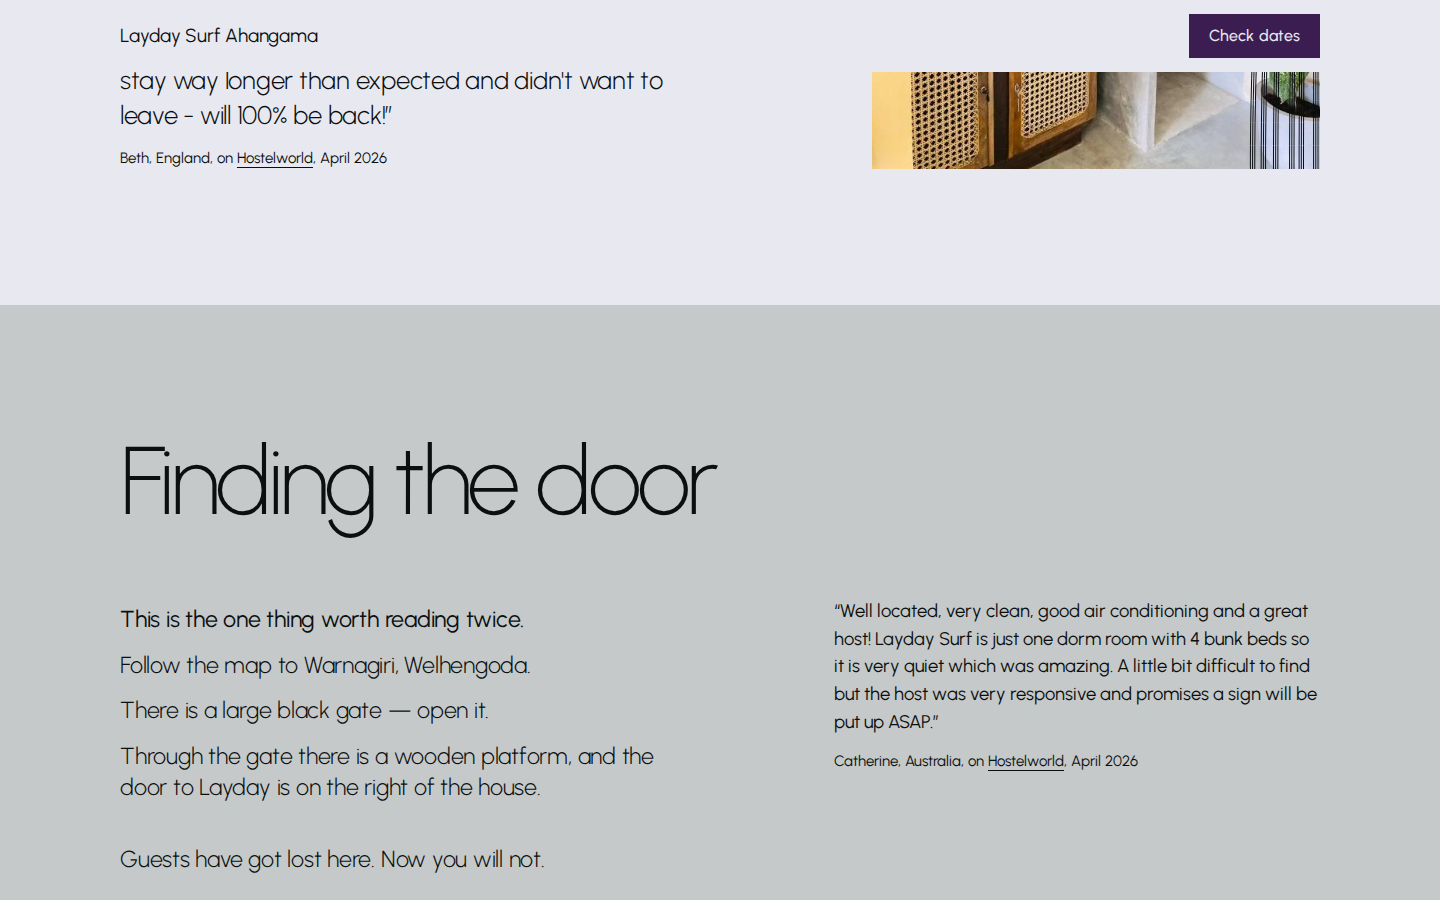 Layday Surf Ahangama
Check dates
stay way longer than expected and didn't want to
leave - will 100% be back!”
Beth, England, on Hostelworld, April 2026
Finding the door
This is the one thing worth reading twice.
Follow the map to Warnagiri, Welhengoda.
There is a large black gate — open it.
Through the gate there is a wooden platform, and the
door to Layday is on the right of the house.
Guests have got lost here. Now you will not.
“Well located, very clean, good air conditioning and a great
host! Layday Surf is just one dorm room with 4 bunk beds so
it is very quiet which was amazing. A little bit difficult to find
but the host was very responsive and promises a sign will be
put up ASAP.”
Catherine, Australia, on Hostelworld, April 2026